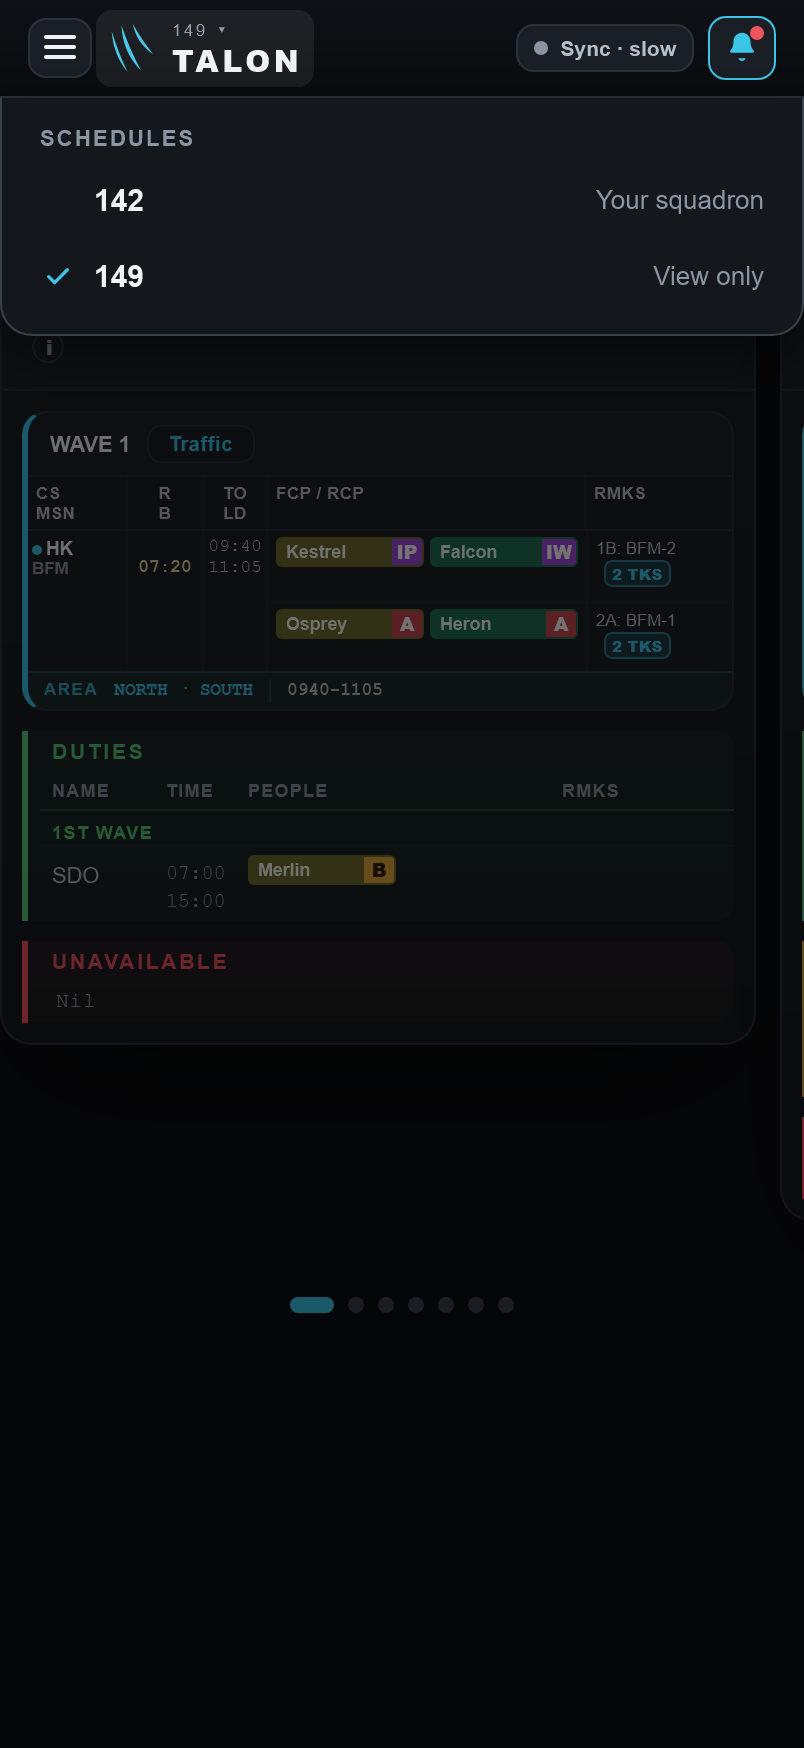 149 ▾
TALON
Sync · slow
SCHEDULES
142 Your squadron
149 View only
i
WAVE 1 Traffic
CS MSN R B TO LD FCP / RCP RMKS
HK BFM 07:20 09:40 11:05
Kestrel IP Falcon IW 1B: BFM-2
2 TKS
Osprey A Heron A 2A: BFM-1
2 TKS
AREA NORTH · SOUTH 0940-1105
DUTIES
NAME TIME PEOPLE RMKS
1ST WAVE
SDO 07:00 15:00 Merlin B
UNAVAILABLE
Nil